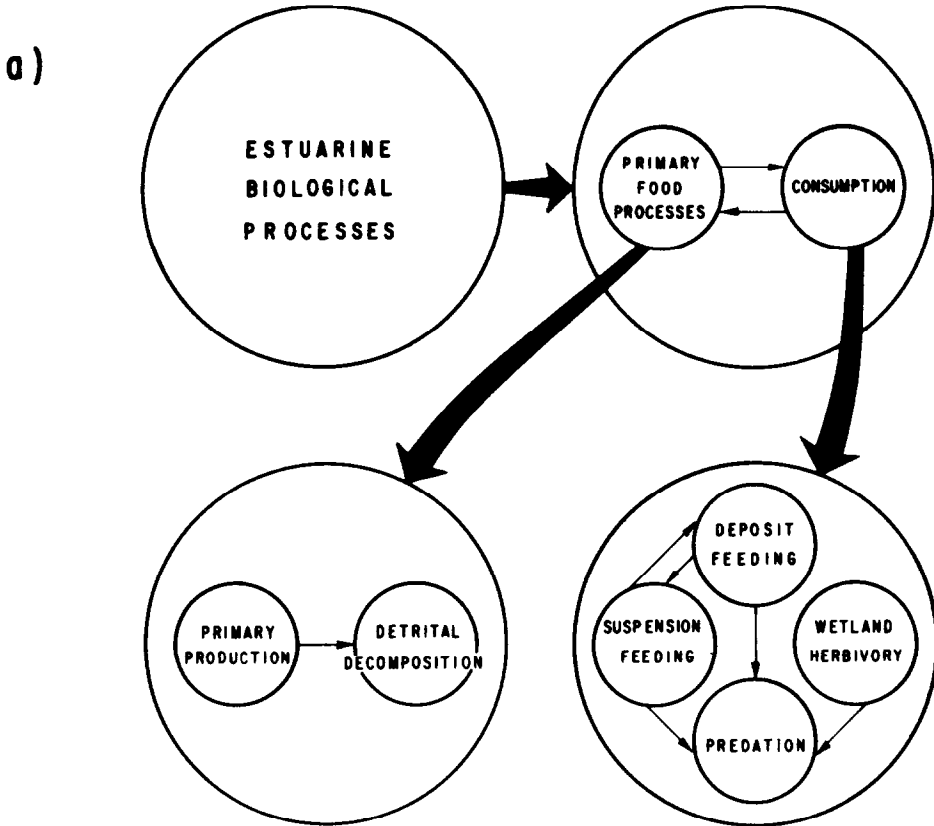 a)
ESTUARINE
BIOLOGICAL
PROCESSES
PRIMARY
FOOD
PROCESSES
CONSUMPTION
PRIMARY
PRODUCTION
DETRITAL
DECOMPOSITION
DEPOSIT
FEEDING
SUSPENSION
FEEDING
WETLAND
HERBIVORY
PREDATION